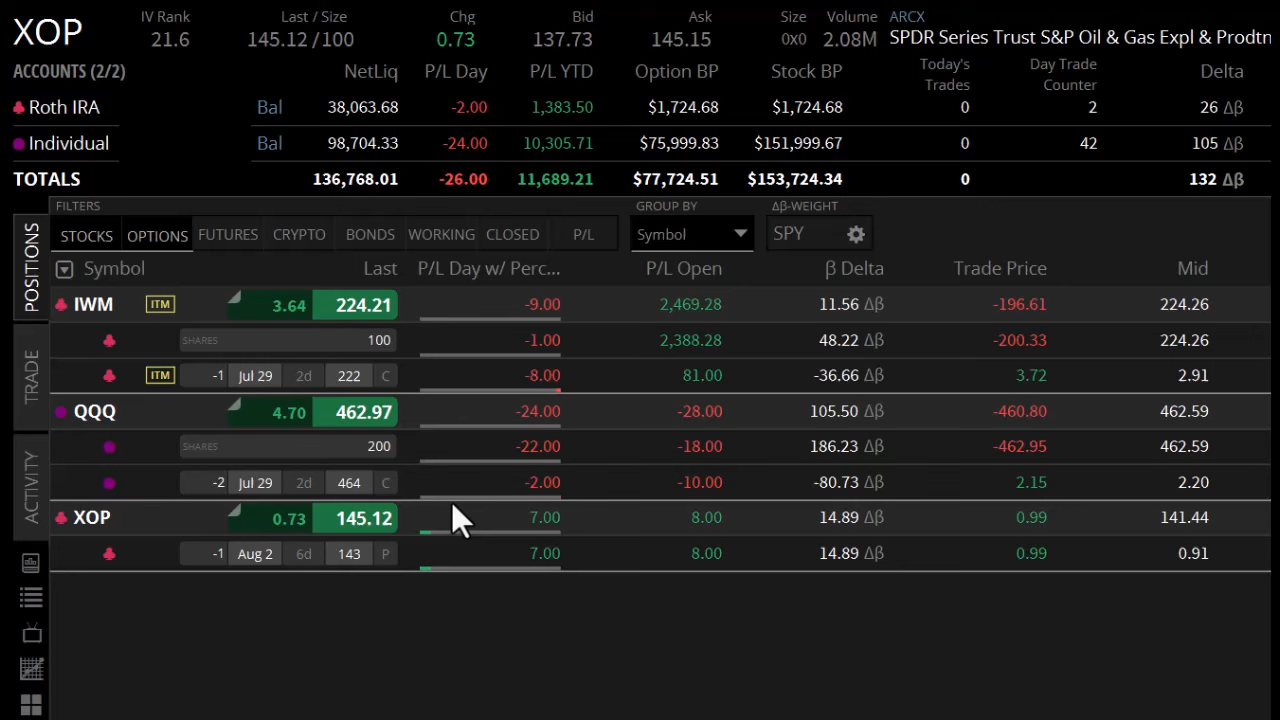 XOP IV Rank Last / Size Chg Bid Ask Size Volume ARCX
21.6 145.12 / 100 0.73 137.73 145.15 0x0 2.08M SPDR Series Trust S&P Oil & Gas Expl & Prodtn
ACCOUNTS (2/2) NetLiq P/L Day P/L YTD Option BP Stock BP Today's Trades Day Trade Counter Delta
Roth IRA Bal 38,063.68 -2.00 1,383.50 $1,724.68 $1,724.68 0 2 26 Δβ
Individual Bal 98,704.33 -24.00 10,305.71 $75,999.83 $151,999.67 0 42 105 Δβ
TOTALS 136,768.01 -26.00 11,689.21 $77,724.51 $153,724.34 0 132 Δβ
POSITIONS
TRADE
ACTIVITY
FILTERS GROUP BY Δβ-WEIGHT
STOCKS OPTIONS FUTURES CRYPTO BONDS WORKING CLOSED P/L Symbol SPY
Symbol Last P/L Day w/ Perc... P/L Open β Delta Trade Price Mid
IWM ITM 3.64 224.21 -9.00 2,469.28 11.56 Δβ -196.61 224.26
SHARES 100 -1.00 2,388.28 48.22 Δβ -200.33 224.26
ITM -1 Jul 29 2d 222 C -8.00 81.00 -36.66 Δβ 3.72 2.91
QQQ 4.70 462.97 -24.00 -28.00 105.50 Δβ -460.80 462.59
SHARES 200 -22.00 -18.00 186.23 Δβ -462.95 462.59
-2 Jul 29 2d 464 C -2.00 -10.00 -80.73 Δβ 2.15 2.20
XOP 0.73 145.12 7.00 8.00 14.89 Δβ 0.99 141.44
-1 Aug 2 6d 143 P 7.00 8.00 14.89 Δβ 0.99 0.91